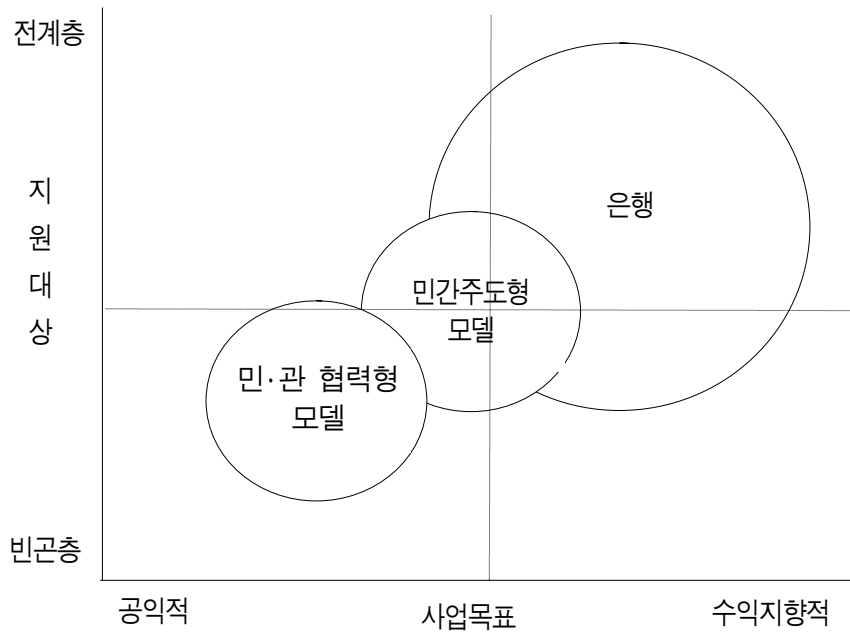 전계층
지
원
대
상
은행
민간주도형
모델
민·관 협력형
모델
빈곤층
공익적
사업목표
수익지향적